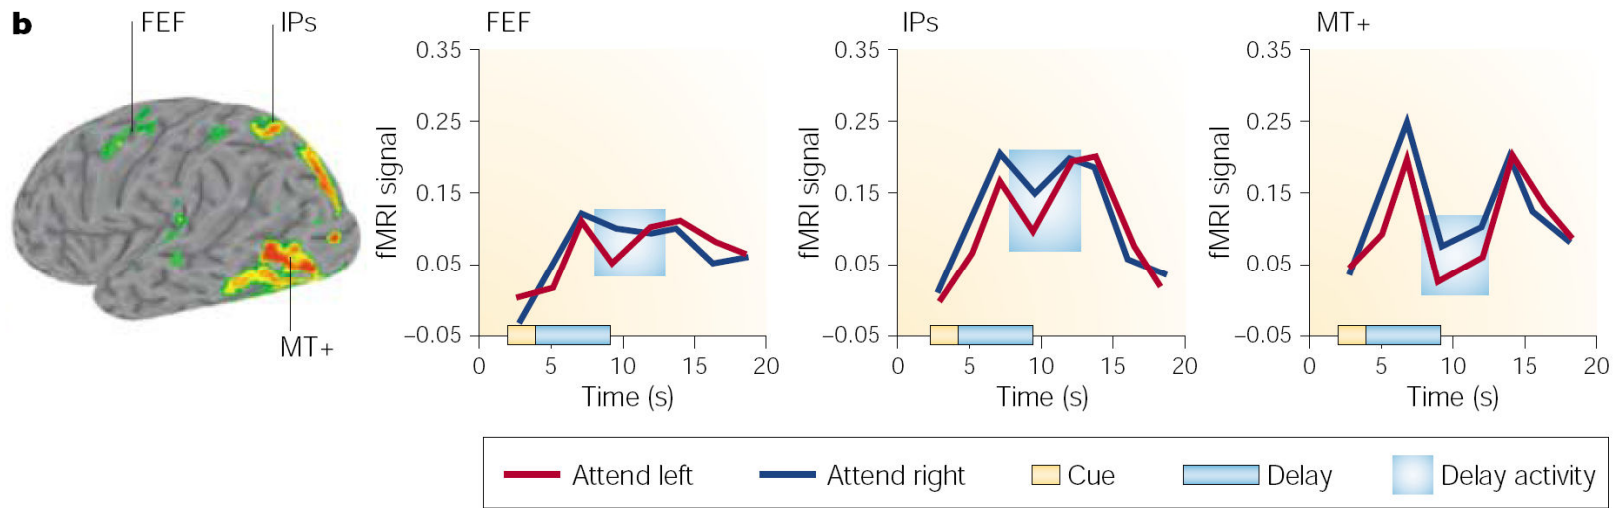 b
FEF
IPs
MT+
FEF
fMRI signal
0.35
0.25
0.15
0.05
–0.05
0
5
10
15
20
Time (s)
IPs
fMRI signal
0.35
0.25
0.15
0.05
–0.05
0
5
10
15
20
Time (s)
MT+
fMRI signal
0.35
0.25
0.15
0.05
–0.05
0
5
10
15
20
Time (s)
Attend left
Attend right
Cue
Delay
Delay activity